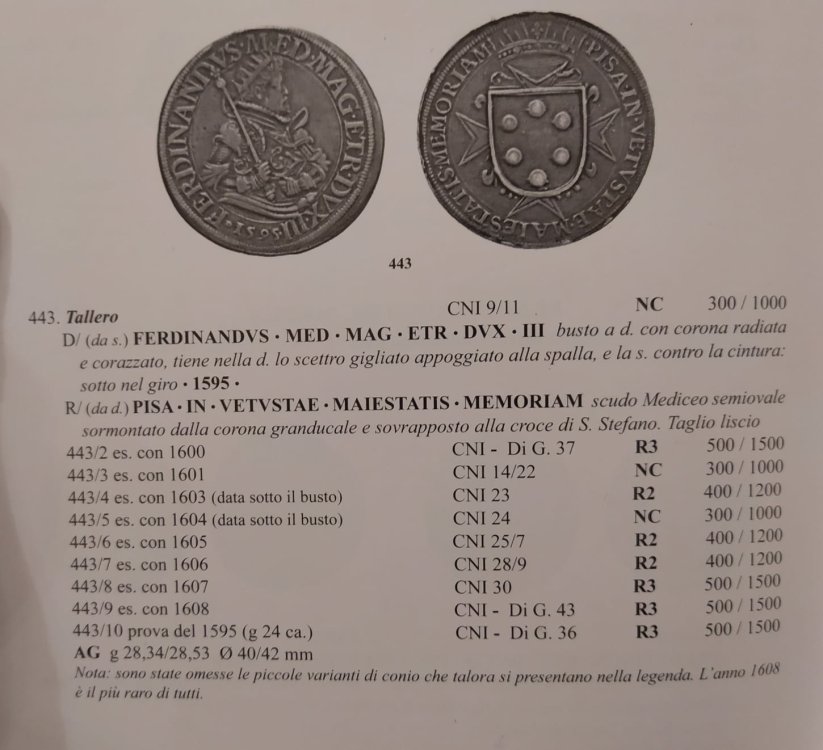 FERDINANDVS·MED·MAG·ETR·DVX·III
·1595·
PISA·IN·VETVSTAE·MAIESTATIS·MEMORIAM
443
443. Tallero CNI 9/11 NC 300 / 1000
D/ (da s.) FERDINANDVS · MED · MAG · ETR · DVX · III busto a d. con corona radiata
e corazzato, tiene nella d. lo scettro gigliato appoggiato alla spalla, e la s. contro la cintura:
sotto nel giro · 1595 ·
R/ (da d.) PISA · IN · VETVSTAE · MAIESTATIS · MEMORIAM scudo Mediceo semiovale
sormontato dalla corona granducale e sovrapposto alla croce di S. Stefano. Taglio liscio
443/2 es. con 1600 CNI - Di G. 37 R3 500 / 1500
443/3 es. con 1601 CNI 14/22 NC 300 / 1000
443/4 es. con 1603 (data sotto il busto) CNI 23 R2 400 / 1200
443/5 es. con 1604 (data sotto il busto) CNI 24 NC 300 / 1000
443/6 es. con 1605 CNI 25/7 R2 400 / 1200
443/7 es. con 1606 CNI 28/9 R2 400 / 1200
443/8 es. con 1607 CNI 30 R3 500 / 1500
443/9 es. con 1608 CNI - Di G. 43 R3 500 / 1500
443/10 prova del 1595 (g 24 ca.) CNI - Di G. 36 R3 500 / 1500
AG g 28,34/28,53 Ø 40/42 mm
Nota: sono state omesse le piccole varianti di conio che talora si presentano nella legenda. L'anno 1608
è il più raro di tutti.